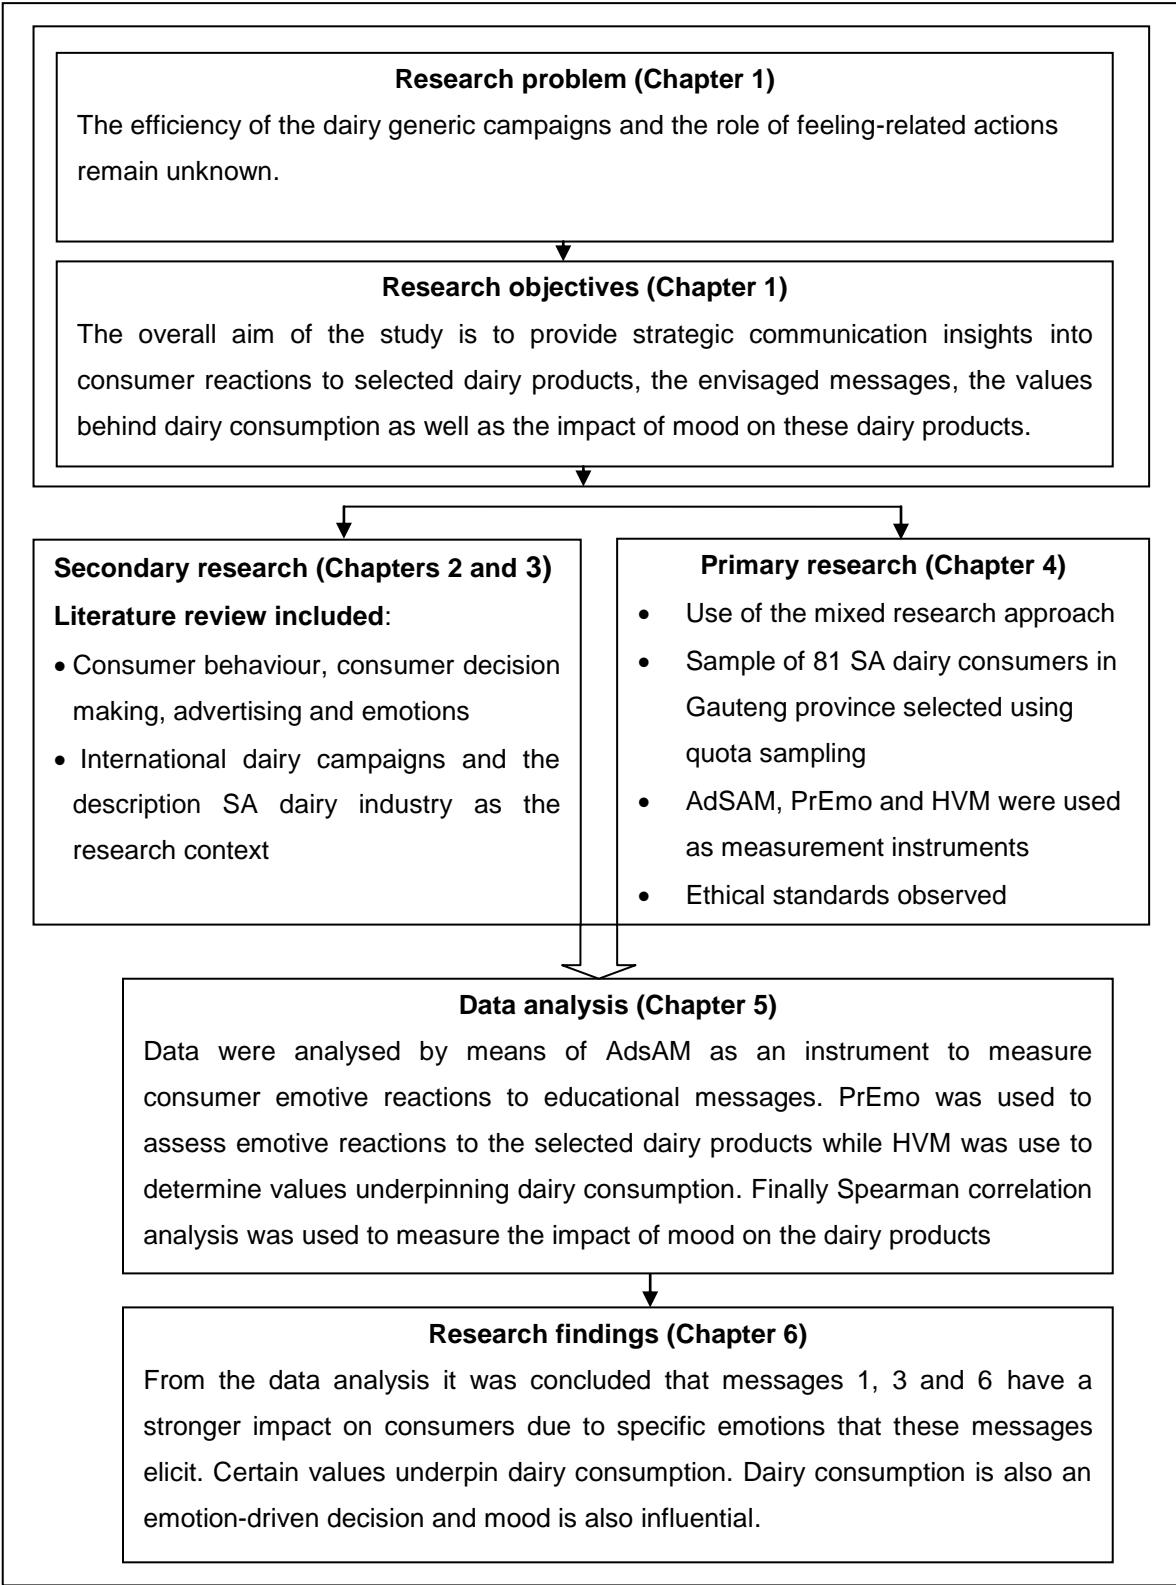 Research problem (Chapter 1)
The efficiency of the dairy generic campaigns and the role of feeling-related actions
remain unknown.
Research objectives (Chapter 1)
The overall aim of the study is to provide strategic communication insights into
consumer reactions to selected dairy products, the envisaged messages, the values
behind dairy consumption as well as the impact of mood on these dairy products.
Secondary research (Chapters 2 and 3)
Literature review included:
• Consumer behaviour, consumer decision
making, advertising and emotions
• International dairy campaigns and the
description SA dairy industry as the
research context
Primary research (Chapter 4)
• Use of the mixed research approach
• Sample of 81 SA dairy consumers in
Gauteng province selected using
quota sampling
• AdSAM, PrEmo and HVM were used
as measurement instruments
• Ethical standards observed
Data analysis (Chapter 5)
Data were analysed by means of AdsAM as an instrument to measure
consumer emotive reactions to educational messages. PrEmo was used to
assess emotive reactions to the selected dairy products while HVM was use to
determine values underpinning dairy consumption. Finally Spearman correlation
analysis was used to measure the impact of mood on the dairy products
Research findings (Chapter 6)
From the data analysis it was concluded that messages 1, 3 and 6 have a
stronger impact on consumers due to specific emotions that these messages
elicit. Certain values underpin dairy consumption. Dairy consumption is also an
emotion-driven decision and mood is also influential.